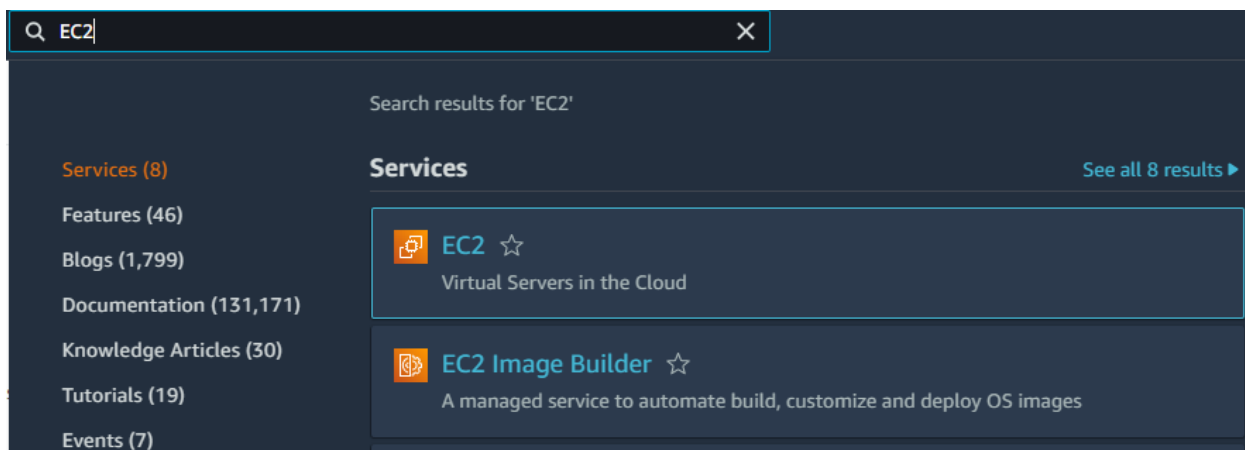 EC2
Search results for 'EC2'
Services (8)
Features (46)
Blogs (1,799)
Documentation (131,171)
Knowledge Articles (30)
Tutorials (19)
Events (7)
Services
See all 8 results
EC2
Virtual Servers in the Cloud
EC2 Image Builder
A managed service to automate build, customize and deploy OS images